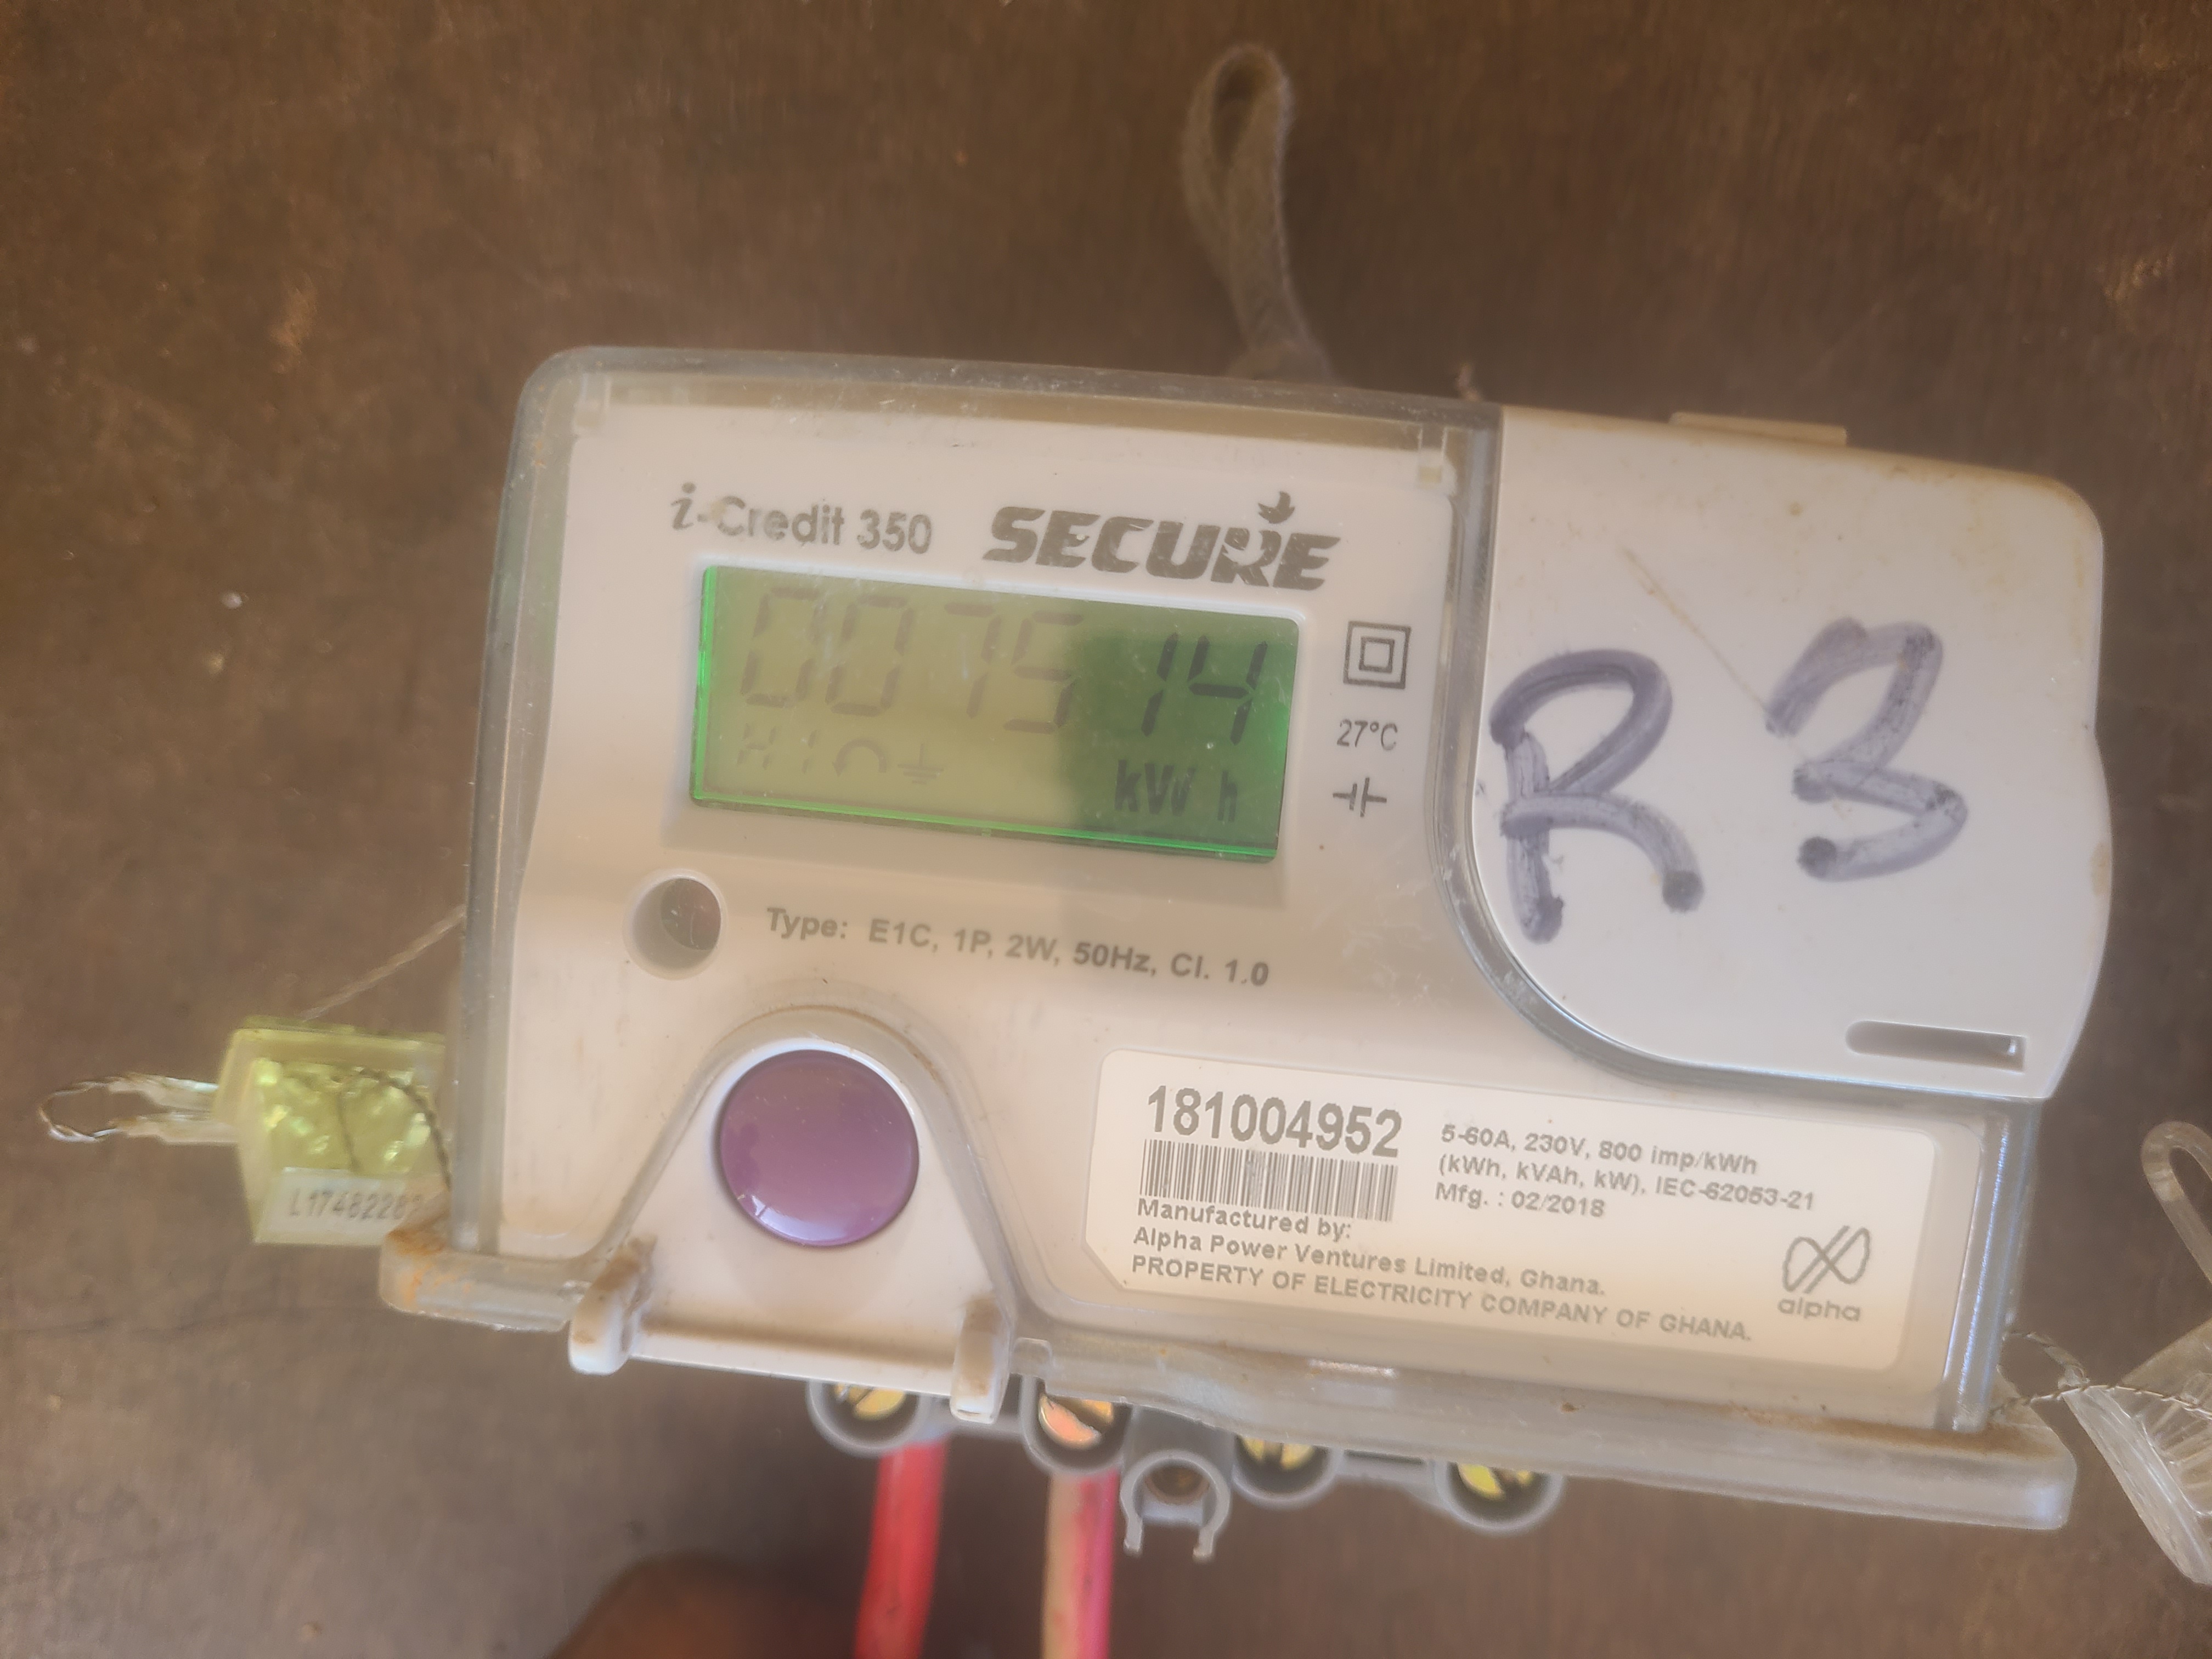 i-Credit 350 SECURE
kWh
27°C
Type: E1C, 1P, 2W, 50Hz, Cl. 1.0
R3
18100495​2
5-60A, 230V, 800 imp/kWh
(kWh, kVAh, kW), IEC-62053-21
Mfg. : 02/2018
Manufactured by:
Alpha Power Ventures Limited, Ghana.
PROPERTY OF ELECTRICITY COMPANY OF GHANA.
alpha